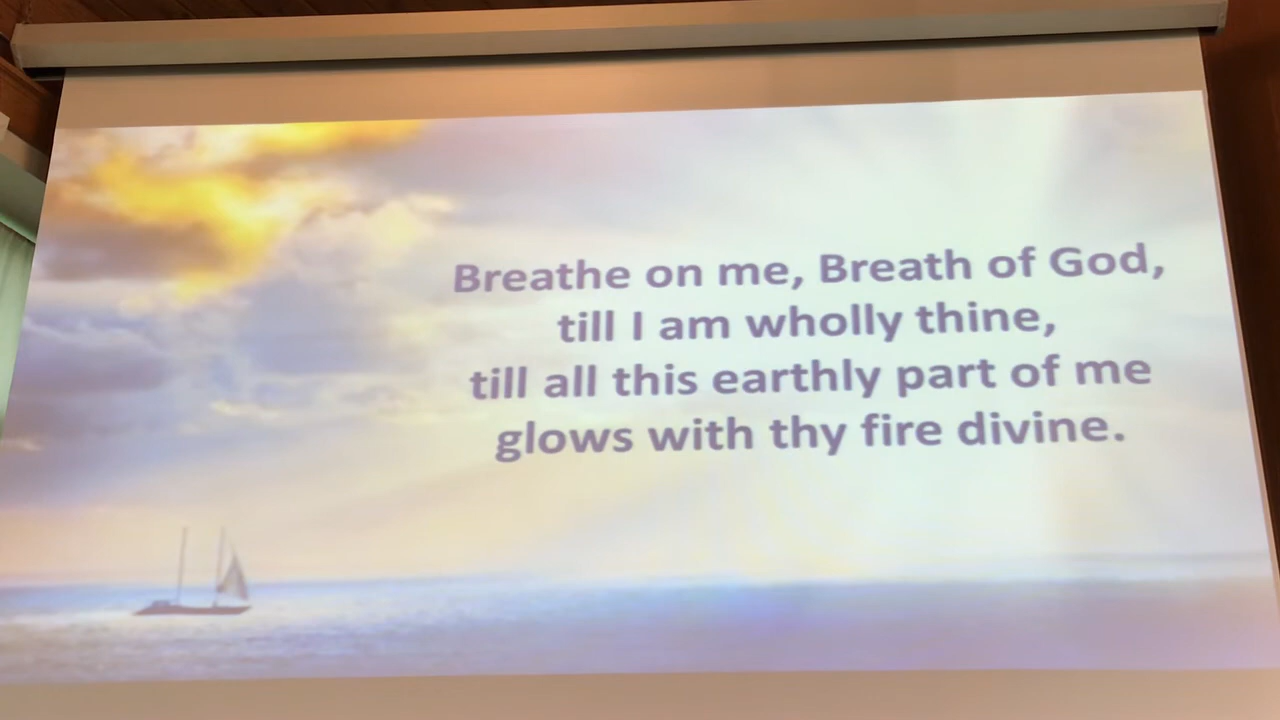 Breathe on me, Breath of God,
till I am wholly thine,
till all this earthly part of me
glows with thy fire divine.